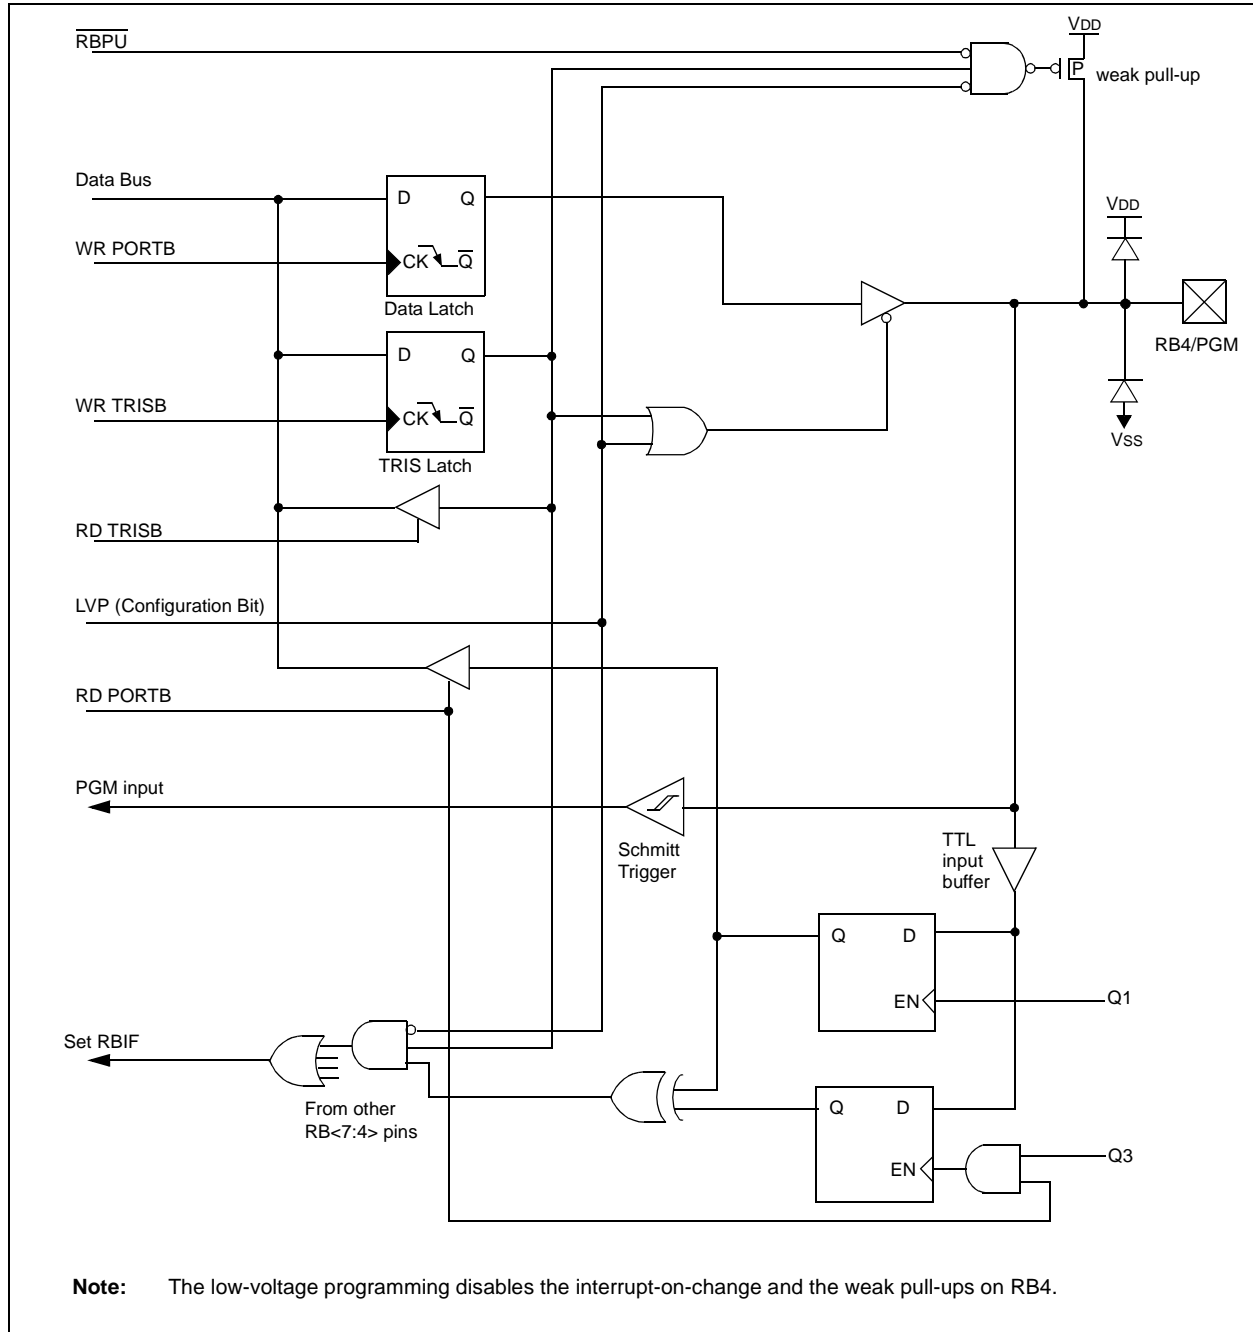 RBPU
VDD
P
weak pull-up
Data Bus
D
Q
VDD
WR PORTB
CK
Q
Data Latch
D
Q
RB4/PGM
WR TRISB
CK
Q
VSS
TRIS Latch
RD TRISB
LVP (Configuration Bit)
RD PORTB
PGM input
Schmitt
Trigger
TTL
input
buffer
Q
D
EN
Q1
Set RBIF
From other
RB<7:4> pins
Q
D
EN
Q3
Note: The low-voltage programming disables the interrupt-on-change and the weak pull-ups on RB4.